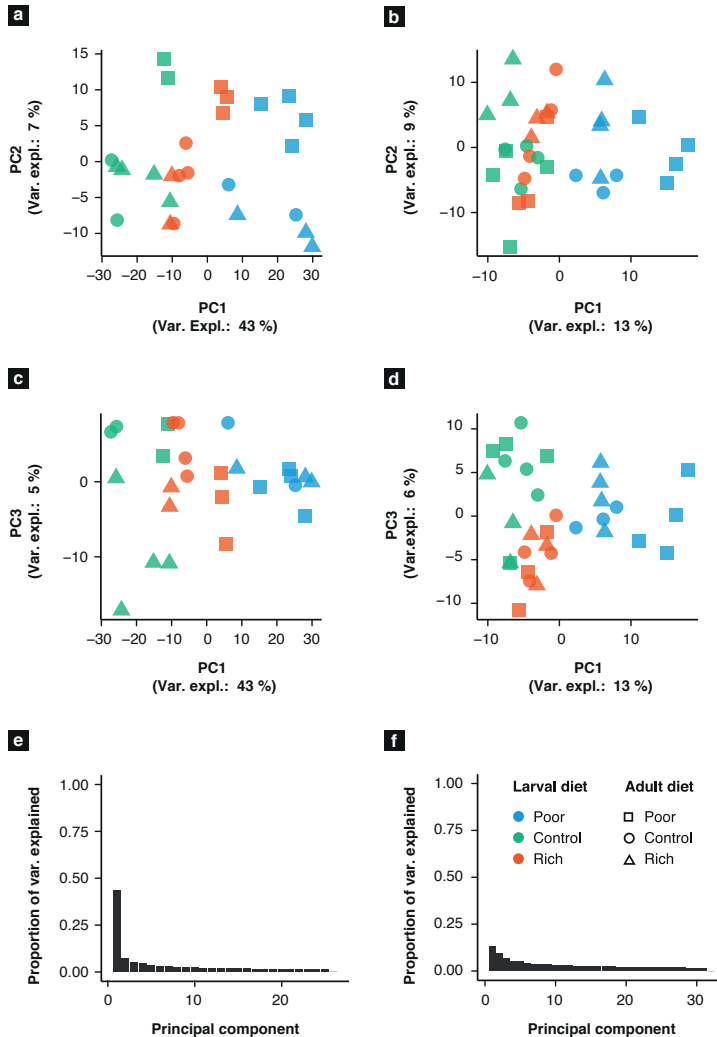 a
15
10
5
0
−5
−10
PC2
(Var. expl.: 7 %)
−30 −20 −10 0 10 20 30
PC1
(Var. Expl.: 43 %)
b
10
0
−10
PC2
(Var. expl.: 9 %)
−10 0 10
PC1
(Var. expl.: 13 %)
c
0
−10
PC3
(Var. expl.: 5 %)
−30 −20 −10 0 10 20 30
PC1
(Var. expl.: 43 %)
d
10
5
0
−5
−10
PC3
(Var.expl.: 6 %)
−10 0 10
PC1
(Var. expl.: 13 %)
e
1.00
0.75
0.50
0.25
0.00
Proportion of var. explained
0 10 20
Principal component
f
1.00
0.75
0.50
0.25
0.00
Proportion of var. explained
Larval diet Adult diet
Poor Poor
Control Control
Rich Rich
0 10 20 30
Principal component